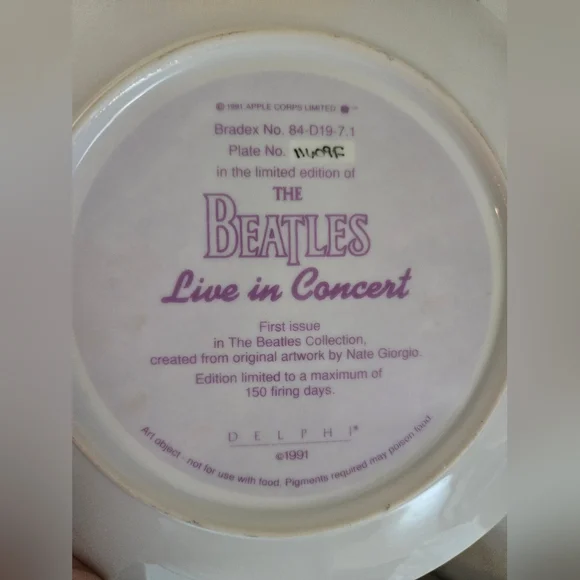 © 1991 APPLE CORPS LIMITED ™
Bradex No. 84-D19-7.1
Plate No.
in the limited edition of
THE
BEATLES
Live in Concert
First issue
in The Beatles Collection,
created from original artwork by Nate Giorgio.
Edition limited to a maximum of
150 firing days.
DELPHI®
©1991
Art object - not for use with food. Pigments required may poison food.